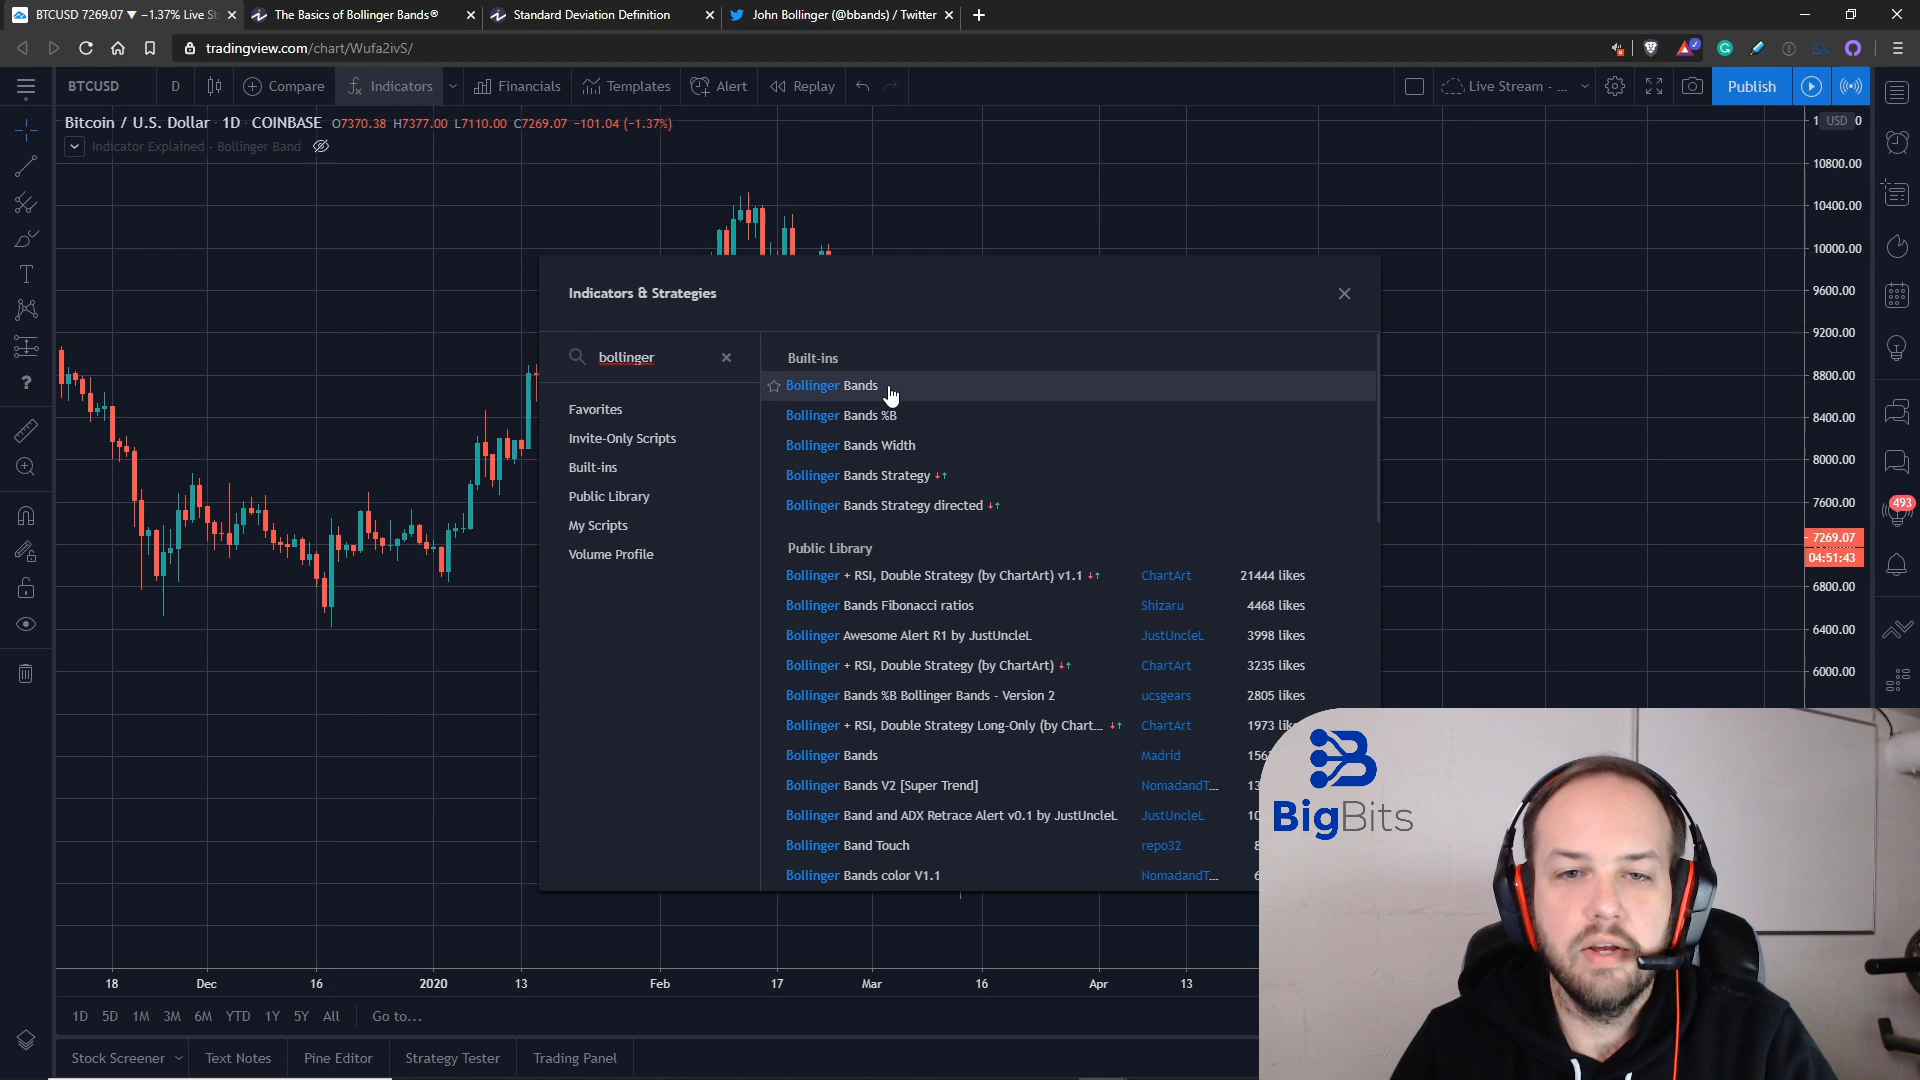 BTCUSD 7269.07 ▼ −1.37% Live St
The Basics of Bollinger Bands®
Standard Deviation Definition
John Bollinger (@bbands) / Twitter
tradingview.com/chart/Wufa2ivS/
BTCUSD
D
Compare
Indicators
Financials
Templates
Alert
Replay
Live Stream - ...
Publish
Bitcoin / U.S. Dollar · 1D · COINBASE O7370.38 H7377.00 L7110.00 C7269.07 −101.04 (−1.37%)
Indicator Explained - Bollinger Band
USD
10800.00
10400.00
10000.00
9600.00
9200.00
8800.00
8400.00
8000.00
7600.00
7269.07
04:51:43
6800.00
6400.00
6000.00
493
Indicators & Strategies
bollinger
Favorites
Invite-Only Scripts
Built-ins
Public Library
My Scripts
Volume Profile
Built-ins
Bollinger Bands
Bollinger Bands %B
Bollinger Bands Width
Bollinger Bands Strategy ↓↑
Bollinger Bands Strategy directed ↓↑
Public Library
Bollinger + RSI, Double Strategy (by ChartArt) v1.1 ↓↑ ChartArt 21444 likes
Bollinger Bands Fibonacci ratios Shizaru 4468 likes
Bollinger Awesome Alert R1 by JustUncleL JustUncleL 3998 likes
Bollinger + RSI, Double Strategy (by ChartArt) ↓↑ ChartArt 3235 likes
Bollinger Bands %B Bollinger Bands - Version 2 ucsgears 2805 likes
Bollinger + RSI, Double Strategy Long-Only (by Chart... ↓↑ ChartArt 1973
Bollinger Bands Madrid
Bollinger Bands V2 [Super Trend] NomadandT...
Bollinger Band and ADX Retrace Alert v0.1 by JustUncleL JustUncleL
Bollinger Band Touch repo32
Bollinger Bands color V1.1 NomadandT...
BigBits
18 Dec 16 2020 13 Feb 17 Mar 16 Apr 13
1D 5D 1M 3M 6M YTD 1Y 5Y All Go to...
Stock Screener
Text Notes
Pine Editor
Strategy Tester
Trading Panel